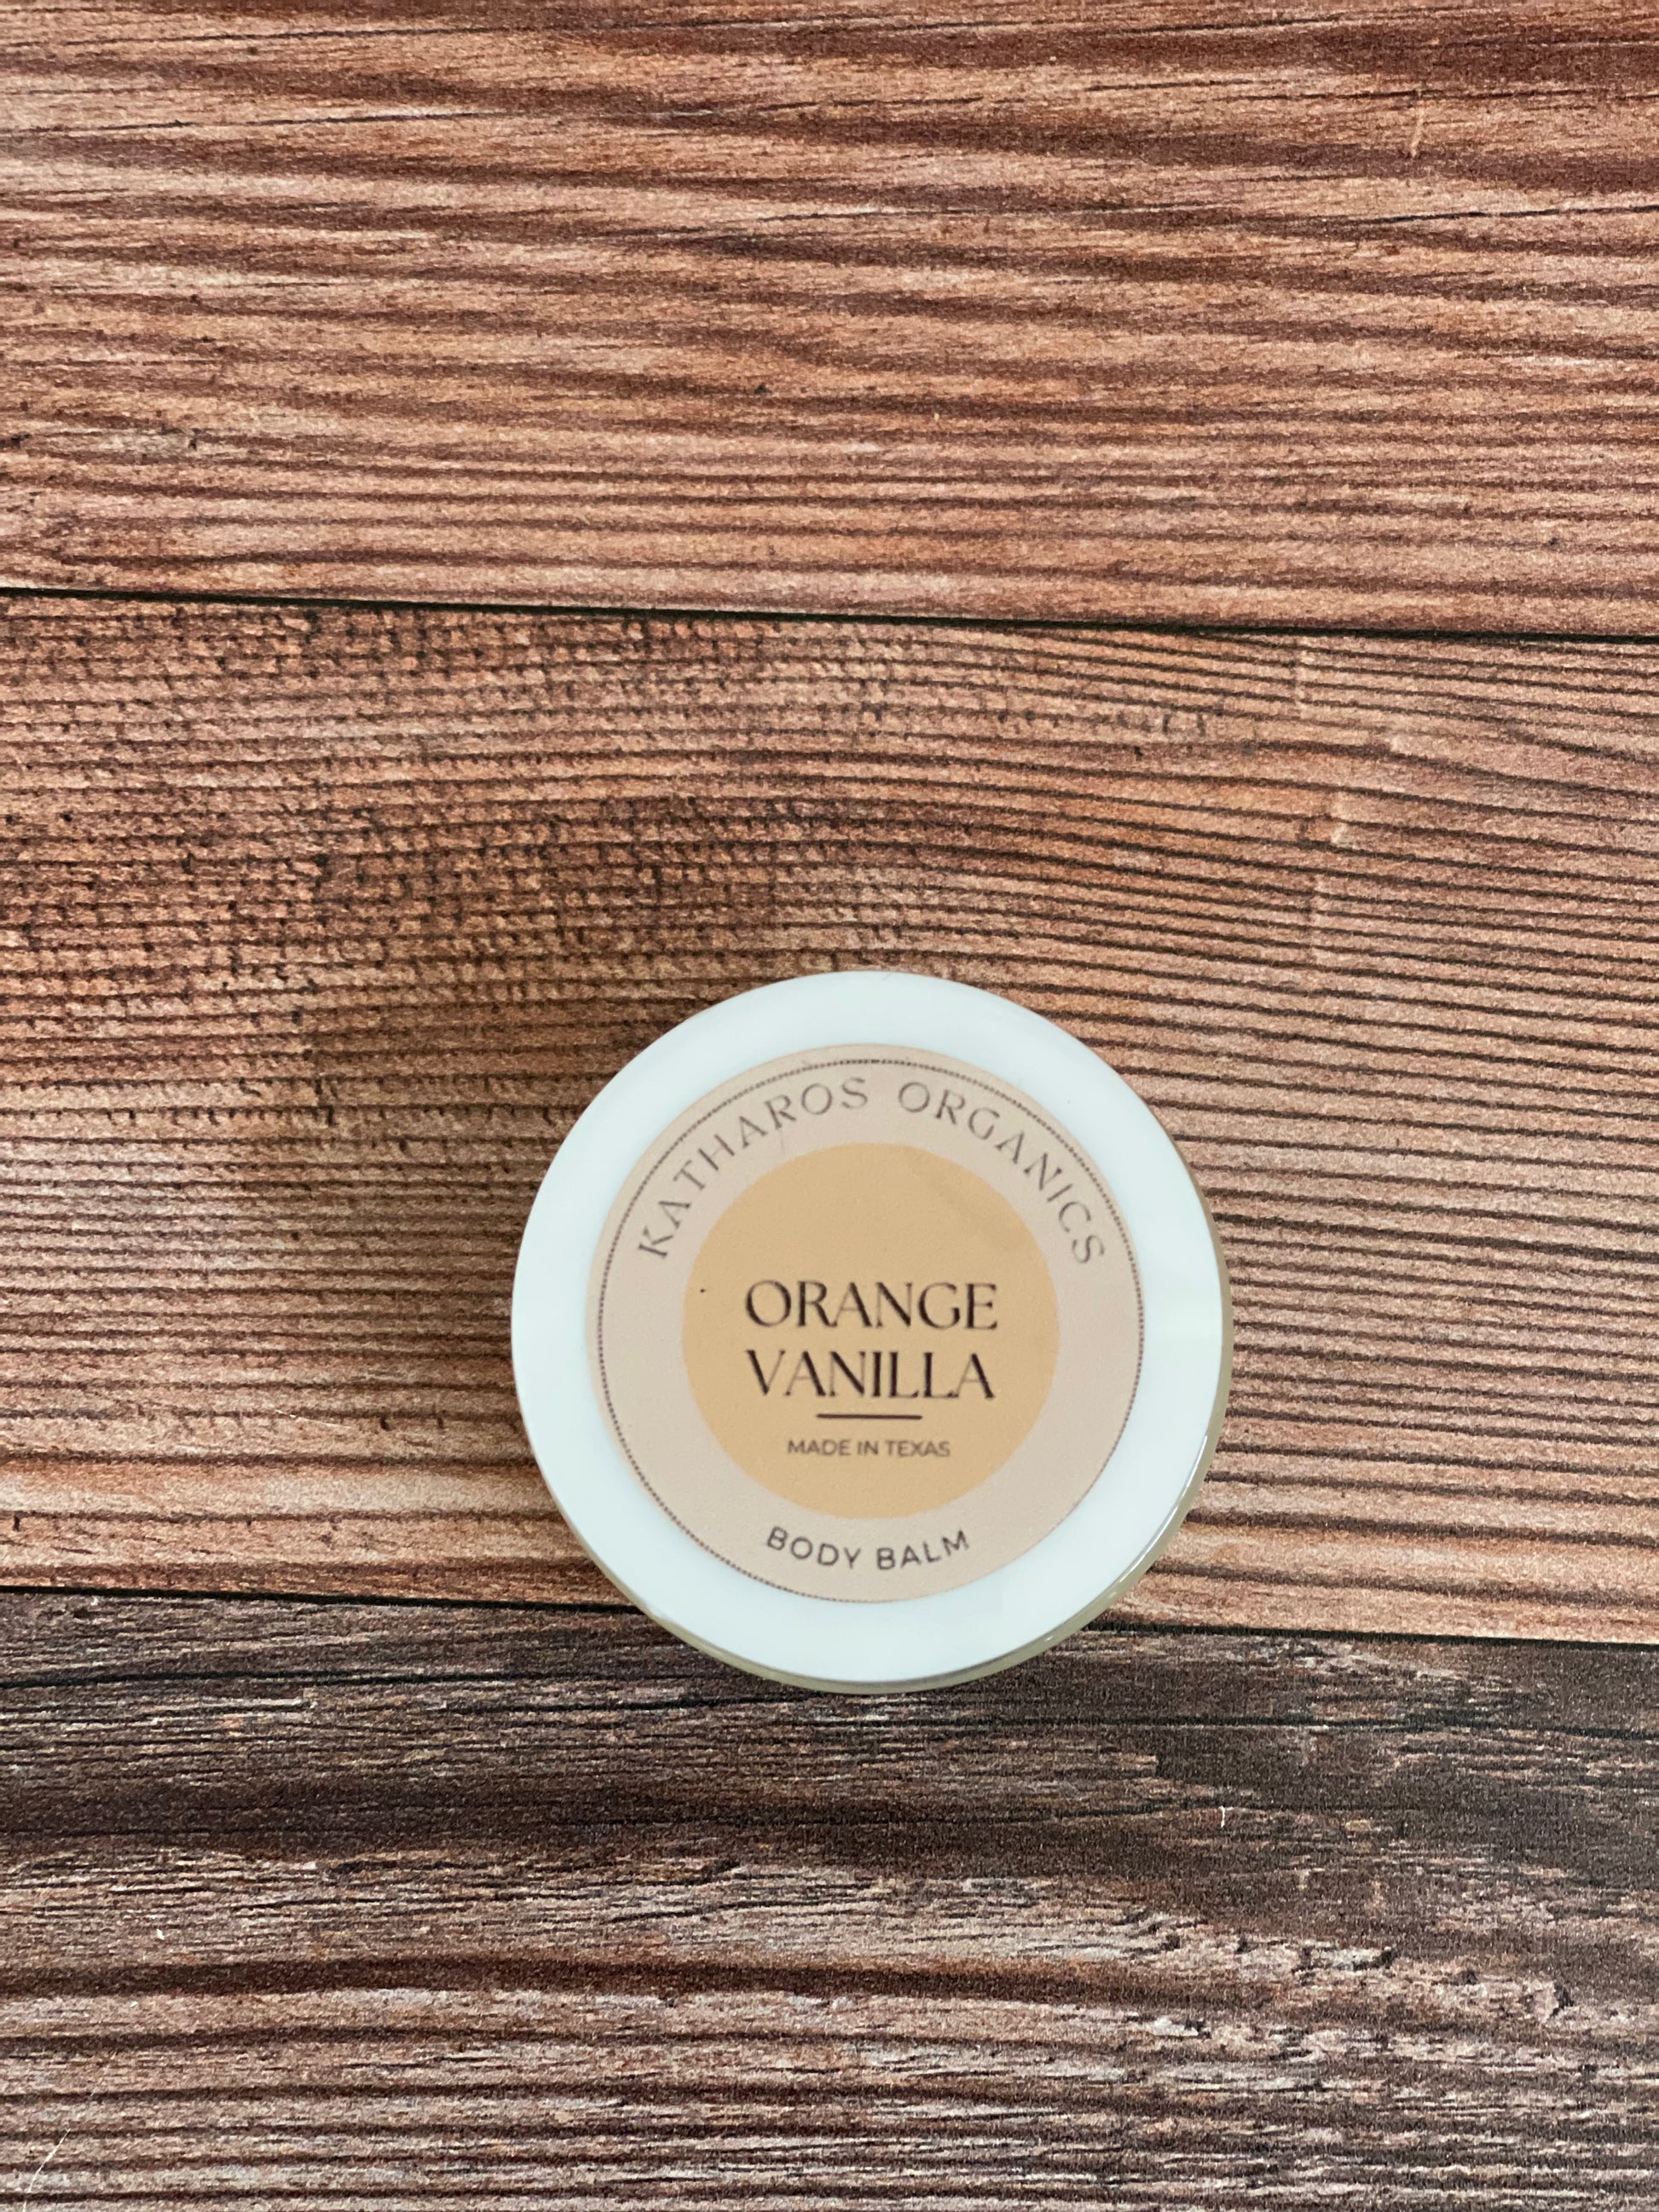 KATHAROS ORGANICS
ORANGE
VANILLA
MADE IN TEXAS
BODY BALM